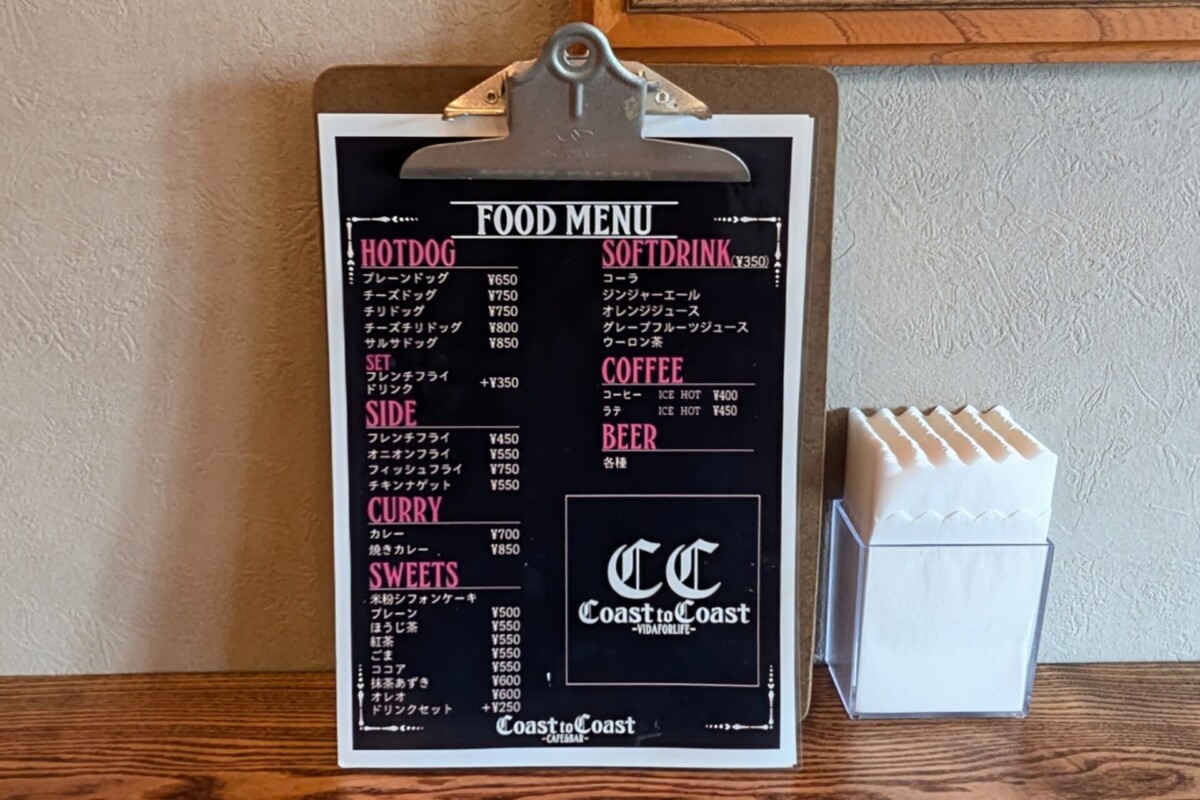 FOOD MENU
HOTDOG
プレーンドッグ ¥650
チーズドッグ ¥750
チリドッグ ¥750
チーズチリドッグ ¥800
サルサドッグ ¥850
SET
フレンチフライ
ドリンク +¥350
SIDE
フレンチフライ ¥450
オニオンフライ ¥550
フィッシュフライ ¥750
チキンナゲット ¥550
CURRY
カレー ¥700
焼きカレー ¥850
SWEETS
米粉シフォンケーキ
プレーン ¥500
ほうじ茶 ¥550
紅茶 ¥550
ごま ¥550
ココア ¥550
抹茶あずき ¥600
オレオ ¥600
ドリンクセット +¥250
SOFTDRINK(¥350)
コーラ
ジンジャーエール
オレンジジュース
グレープフルーツジュース
ウーロン茶
COFFEE
コーヒー ICE HOT ¥400
ラテ ICE HOT ¥450
BEER
各種
CC
Coast to Coast
-VIDAFORLIFE-
Coast to Coast
-CAFE&BAR-